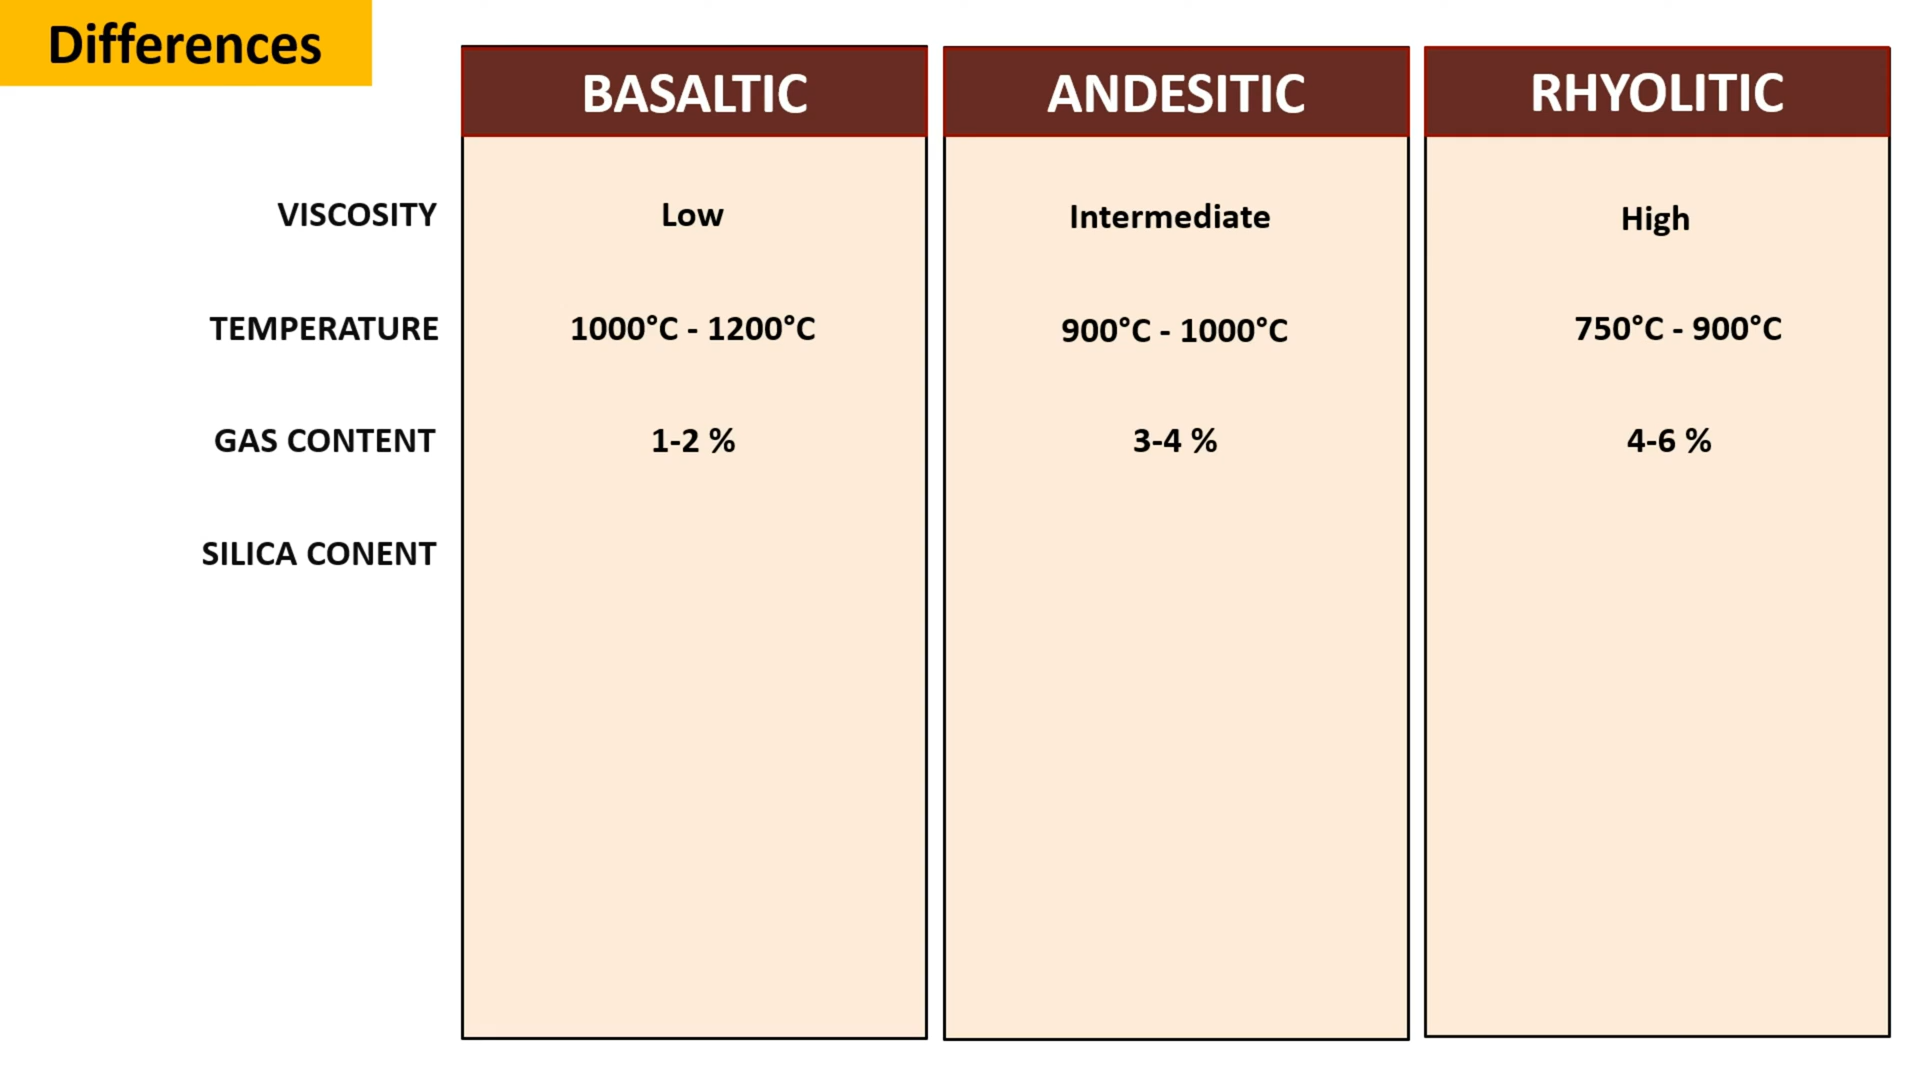 Differences
BASALTIC ANDESITIC RHYOLITIC
VISCOSITY Low Intermediate High
TEMPERATURE 1000°C - 1200°C 900°C - 1000°C 750°C - 900°C
GAS CONTENT 1-2 % 3-4 % 4-6 %
SILICA CONENT